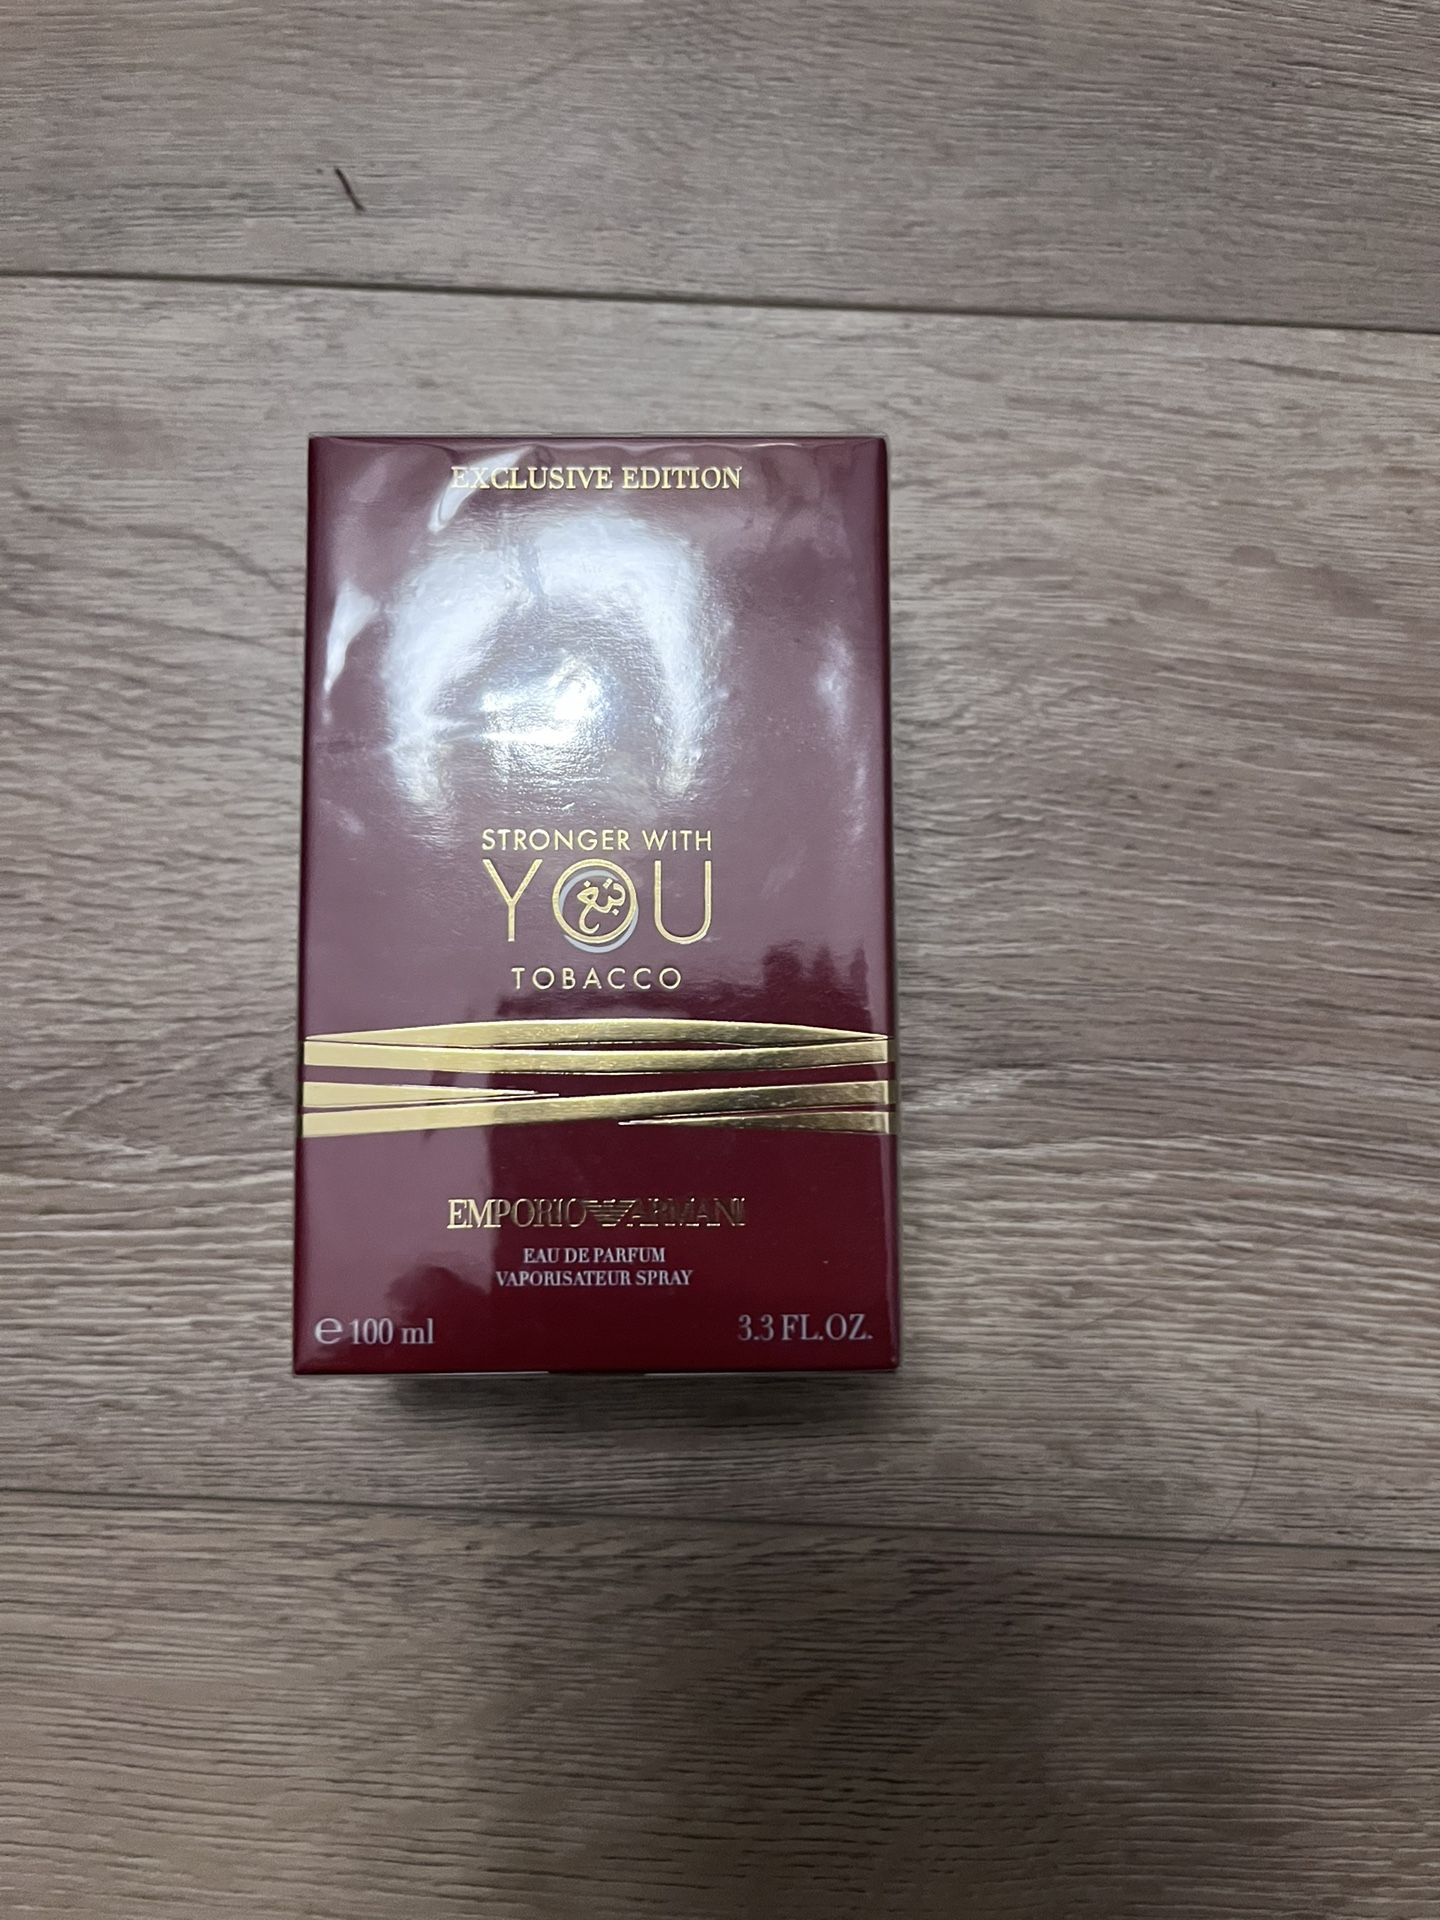 EXCLUSIVE EDITION
STRONGER WITH
YOU
تبغ
TOBACCO
EMPORIO ARMANI
EAU DE PARFUM
VAPORISATEUR SPRAY
℮ 100 ml 3.3 FL.OZ.